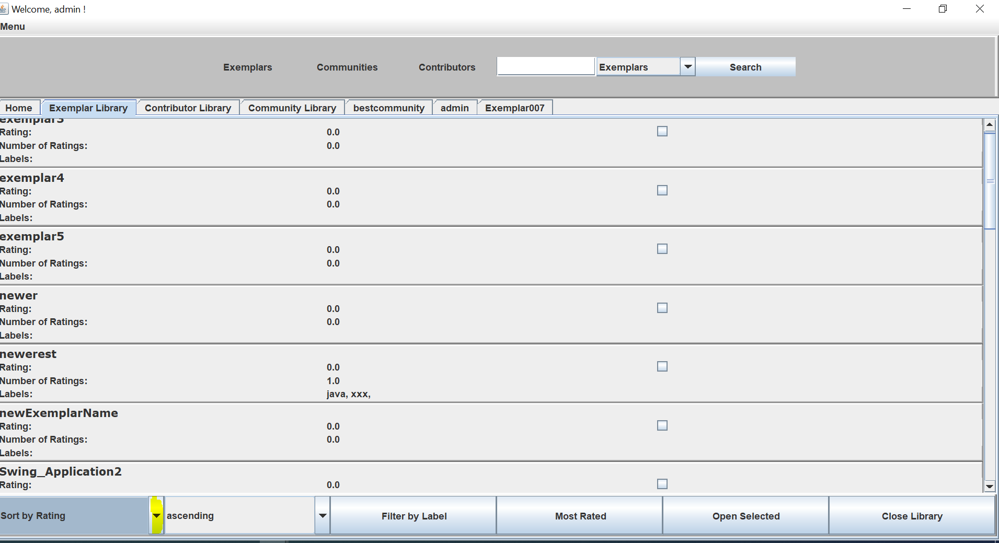 Welcome, admin !
Menu
Exemplars Communities Contributors Exemplars Search
Home Exemplar Library Contributor Library Community Library bestcommunity admin Exemplar007
exemplar3
Rating: 0.0
Number of Ratings: 0.0
Labels:
exemplar4
Rating: 0.0
Number of Ratings: 0.0
Labels:
exemplar5
Rating: 0.0
Number of Ratings: 0.0
Labels:
newer
Rating: 0.0
Number of Ratings: 0.0
Labels:
newerest
Rating: 0.0
Number of Ratings: 1.0
Labels: java, xxx,
newExemplarName
Rating: 0.0
Number of Ratings: 0.0
Labels:
Swing_Application2
Rating: 0.0
Sort by Rating ascending Filter by Label Most Rated Open Selected Close Library